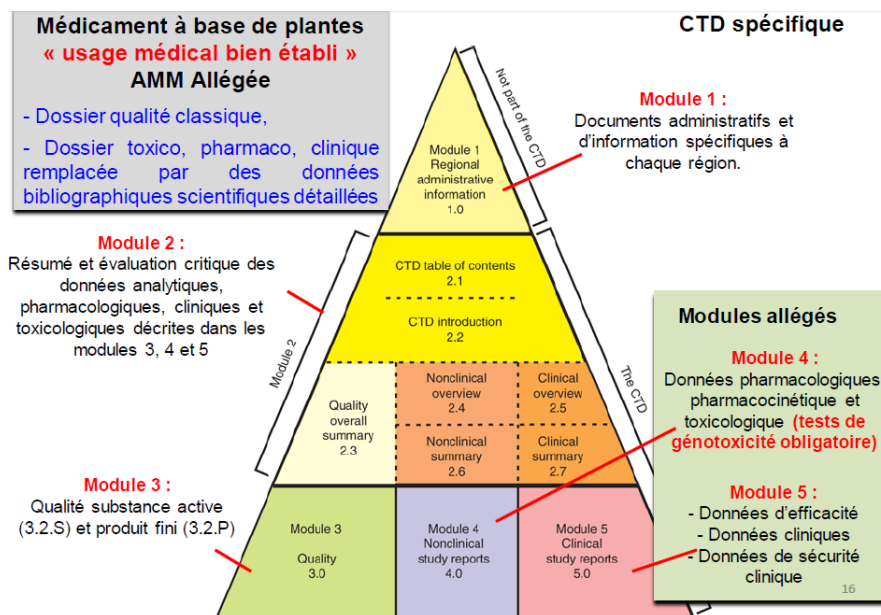 Médicament à base de plantes
« usage médical bien établi »
AMM Allégée
- Dossier qualité classique,
- Dossier toxico, pharmaco, clinique
remplacée par des données
bibliographiques scientifiques détaillées
CTD spécifique
Not part of the CTD
Module 1 :
Documents administratifs et
d'information spécifiques à
chaque région.
Module 1
Regional
administrative
information
1.0
Module 2 :
Résumé et évaluation critique des
données analytiques,
pharmacologiques, cliniques et
toxicologiques décrites dans les
modules 3, 4 et 5
Module 2
CTD table of contents
2.1
CTD introduction
2.2
Quality
overall
summary
2.3
Nonclinical
overview
2.4
Clinical
overview
2.5
Nonclinical
summary
2.6
Clinical
summary
2.7
The CTD
Modules allégés
Module 4 :
Données pharmacologiques,
pharmacocinétique et
toxicologique (tests de
génotoxicité obligatoire)
Module 5 :
- Données d'efficacité
- Données cliniques
- Données de sécurité
clinique
Module 3 :
Qualité substance active
(3.2.S) et produit fini (3.2.P)
Module 3
Quality
3.0
Module 4
Nonclinical
study reports
4.0
Module 5
Clinical
study reports
5.0
16